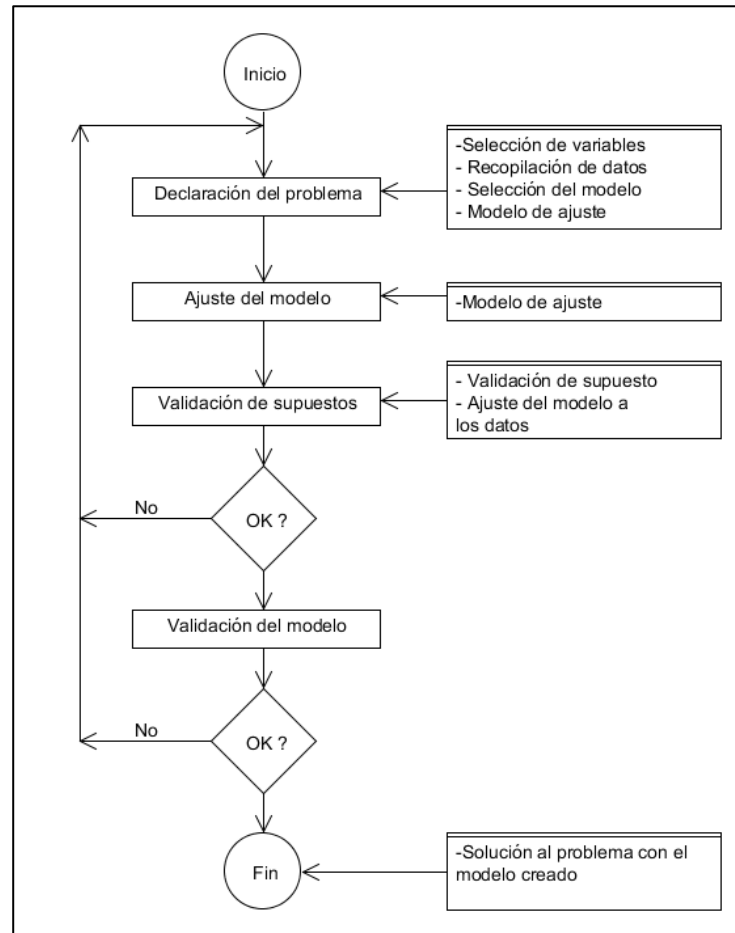 Inicio
-Selección de variables
- Recopilación de datos
- Selección del modelo
- Modelo de ajuste
Declaración del problema
Ajuste del modelo
-Modelo de ajuste
Validación de supuestos
- Validación de supuesto
- Ajuste del modelo a
los datos
No
OK ?
Validación del modelo
No
OK ?
Fin
-Solución al problema con el
modelo creado